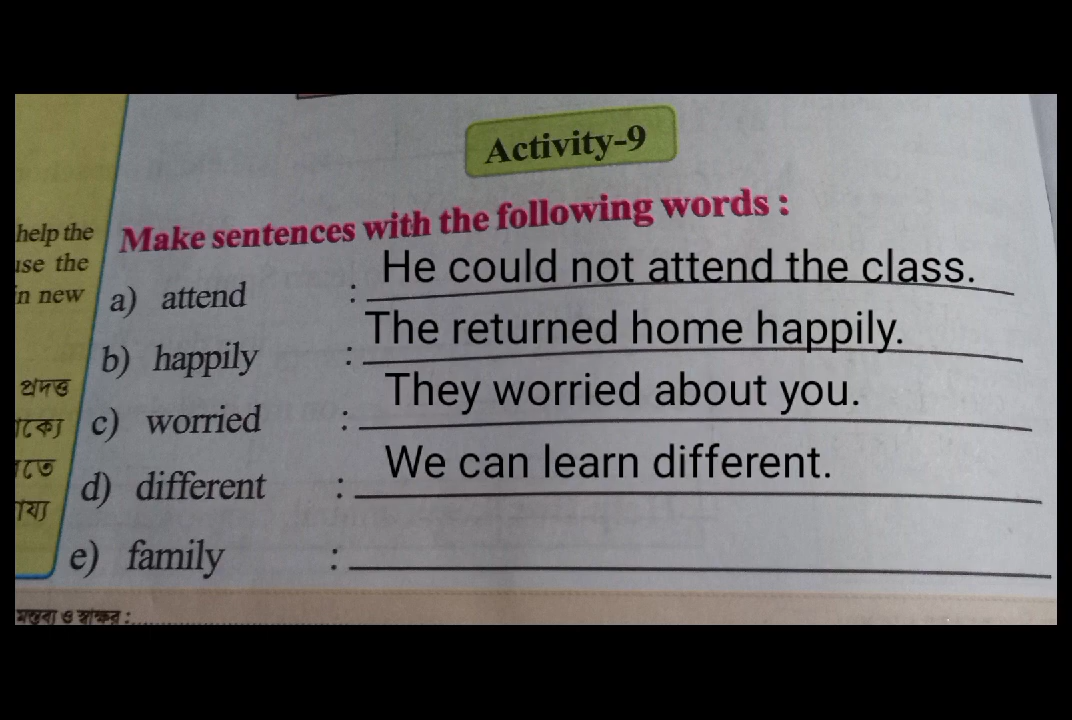 Activity-9
help the
use the
in new
Make sentences with the following words :
a) attend : He could not attend the class.
b) happily : The returned home happily.
c) worried : They worried about you.
d) different : We can learn different.
e) family :
প্রদত্ত